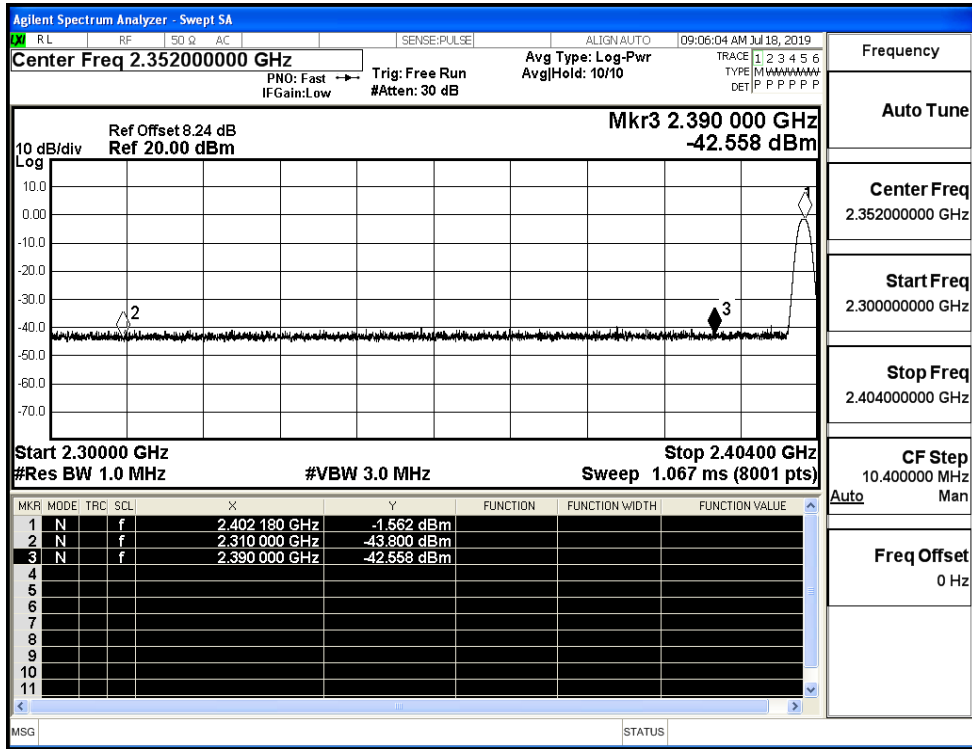 Agilent Spectrum Analyzer - Swept SA
LXI RL RF 50 Ω AC SENSE:PULSE ALIGN AUTO 09:06:04 AM Jul 18, 2019
Center Freq 2.352000000 GHz
PNO: Fast
IFGain:Low
Trig: Free Run
#Atten: 30 dB
Avg Type: Log-Pwr
Avg|Hold: 10/10
TRACE 1 2 3 4 5 6
TYPE M WWWWW
DET P P P P P P
Ref Offset 8.24 dB
10 dB/div Ref 20.00 dBm
Log
Mkr3 2.390 000 GHz
-42.558 dBm
10.0
0.00
-10.0
-20.0
-30.0
-40.0
-50.0
-60.0
-70.0
1
2
3
Start 2.30000 GHz Stop 2.40400 GHz
#Res BW 1.0 MHz #VBW 3.0 MHz Sweep 1.067 ms (8001 pts)
MKR MODE TRC SCL X Y FUNCTION FUNCTION WIDTH FUNCTION VALUE
1 N f 2.402 180 GHz -1.562 dBm
2 N f 2.310 000 GHz -43.800 dBm
3 N f 2.390 000 GHz -42.558 dBm
4
5
6
7
8
9
10
11
MSG STATUS
Frequency
Auto Tune
Center Freq
2.352000000 GHz
Start Freq
2.300000000 GHz
Stop Freq
2.404000000 GHz
CF Step
10.400000 MHz
Auto Man
Freq Offset
0 Hz